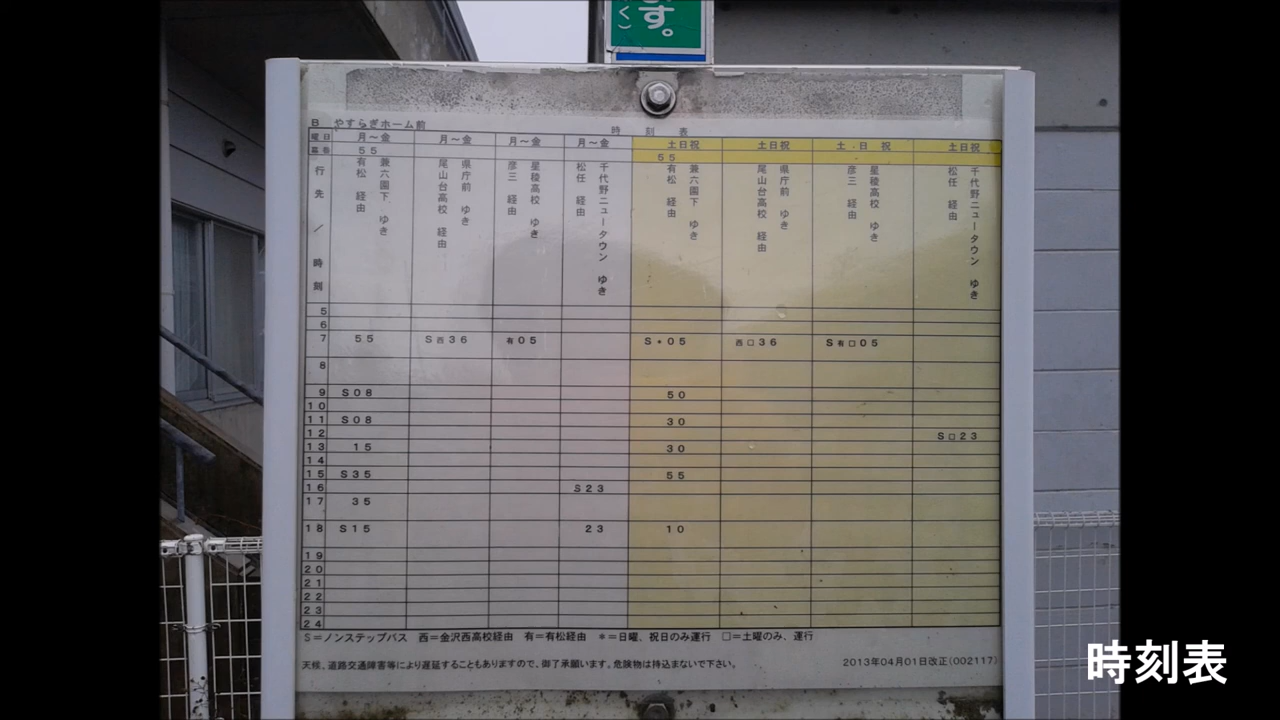 す。
く）
B　やすらぎホーム前
時　刻　表
曜日　月～金　月～金　月～金　月～金　土日祝　土日祝　土・日　祝　土日祝
55　55
行先／時刻
兼六園下　ゆき
有松　経由
県庁前　ゆき
尾山台高校　経由
星稜高校　ゆき
彦三　経由
千代野ニュータウン　ゆき
松任　経由
兼六園下　ゆき
有松　経由
県庁前　ゆき
尾山台高校　経由
星稜高校　ゆき
彦三　経由
千代野ニュータウン　ゆき
松任　経由
5
6
7　55　S西36　有05　S＊05　西□36　S有□05
8
9　S08　50
10
11　S08　30
12　S□23
13　15　30
14
15　S35　55
16　S23
17　35
18　S15　23　10
19
20
21
22
23
24
S＝ノンステップバス　西＝金沢西高校経由　有＝有松経由　＊＝日曜、祝日のみ運行　□＝土曜のみ、運行
天候、道路交通障害等により遅延することもありますので、御了承願います。危険物は持込まないで下さい。
2013年04月01日改正(002117)
時刻表